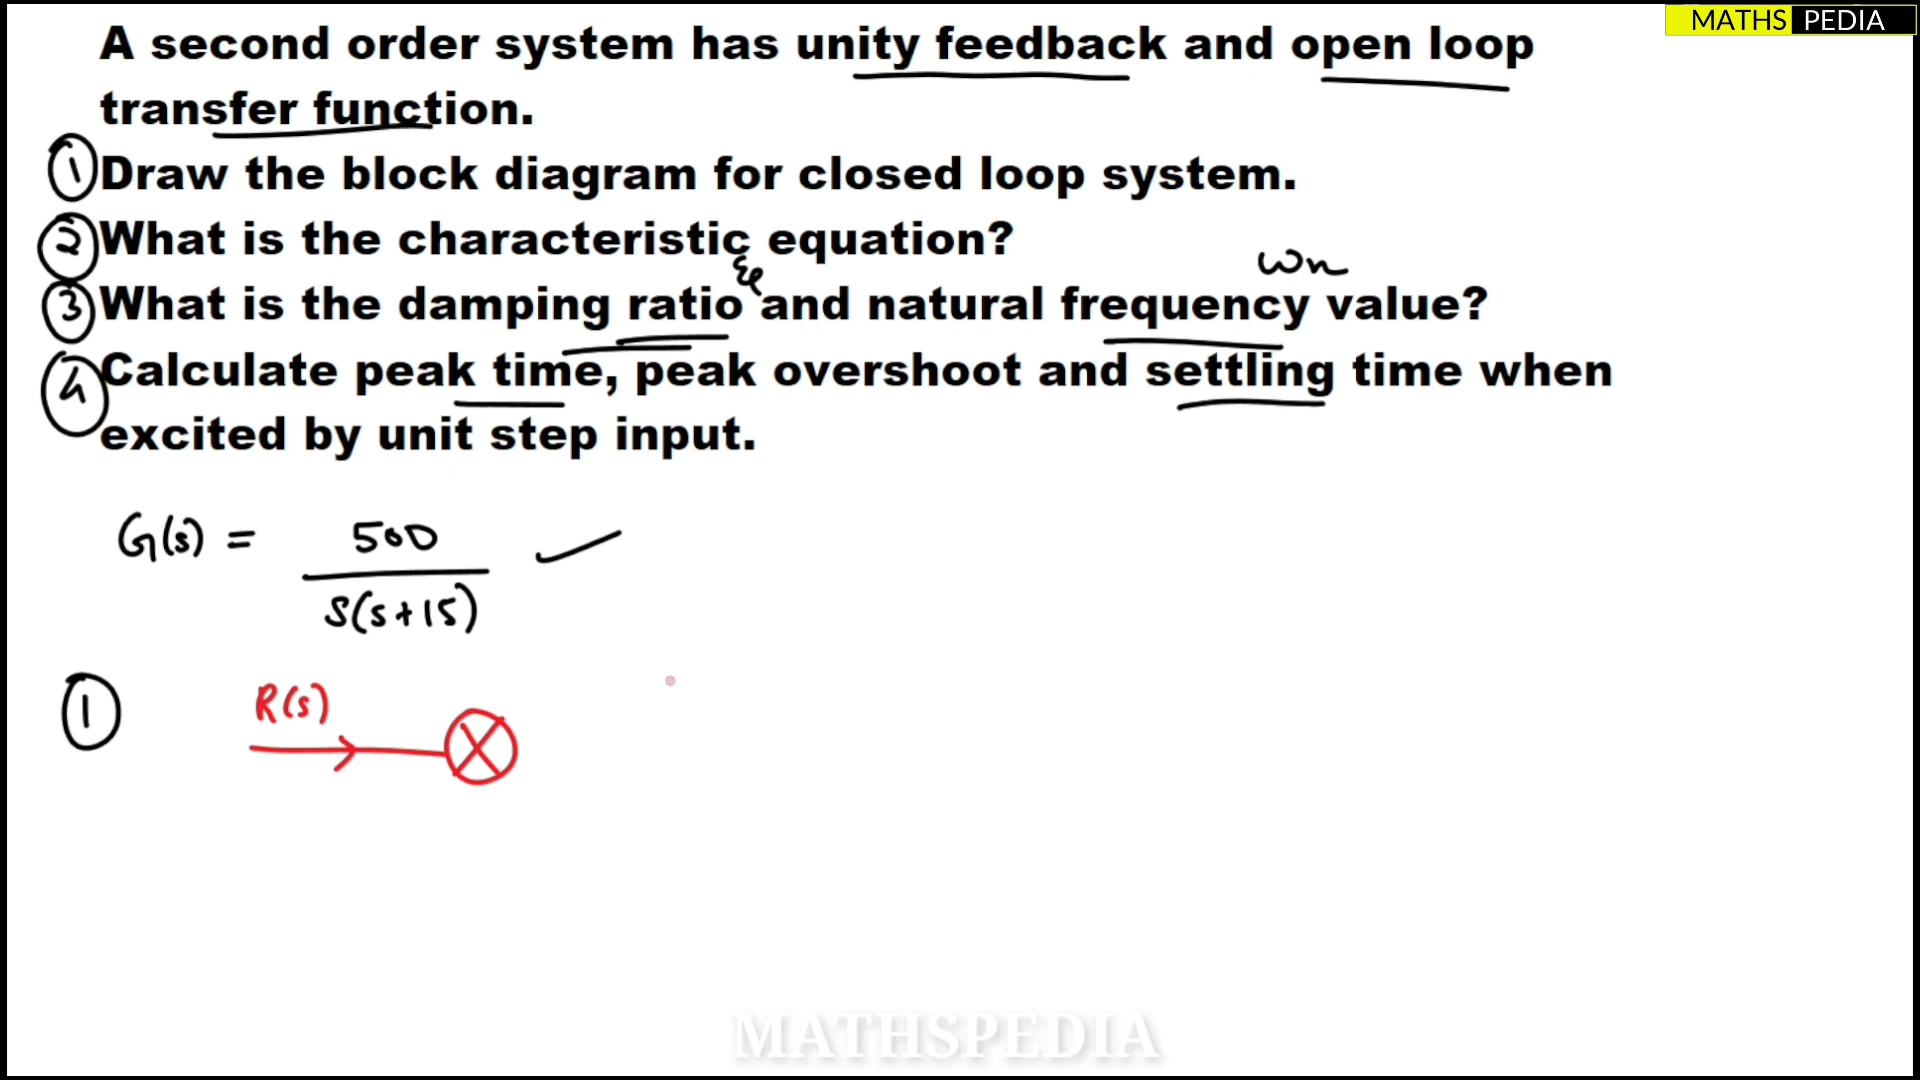 MATHS PEDIA
A second order system has unity feedback and open loop
transfer function.
① Draw the block diagram for closed loop system.
② What is the characteristic equation?
ξ ωn
③ What is the damping ratio and natural frequency value?
④ Calculate peak time, peak overshoot and settling time when
excited by unit step input.
G(s) = 500
s(s+15)
① R(s)
MATHSPEDIA